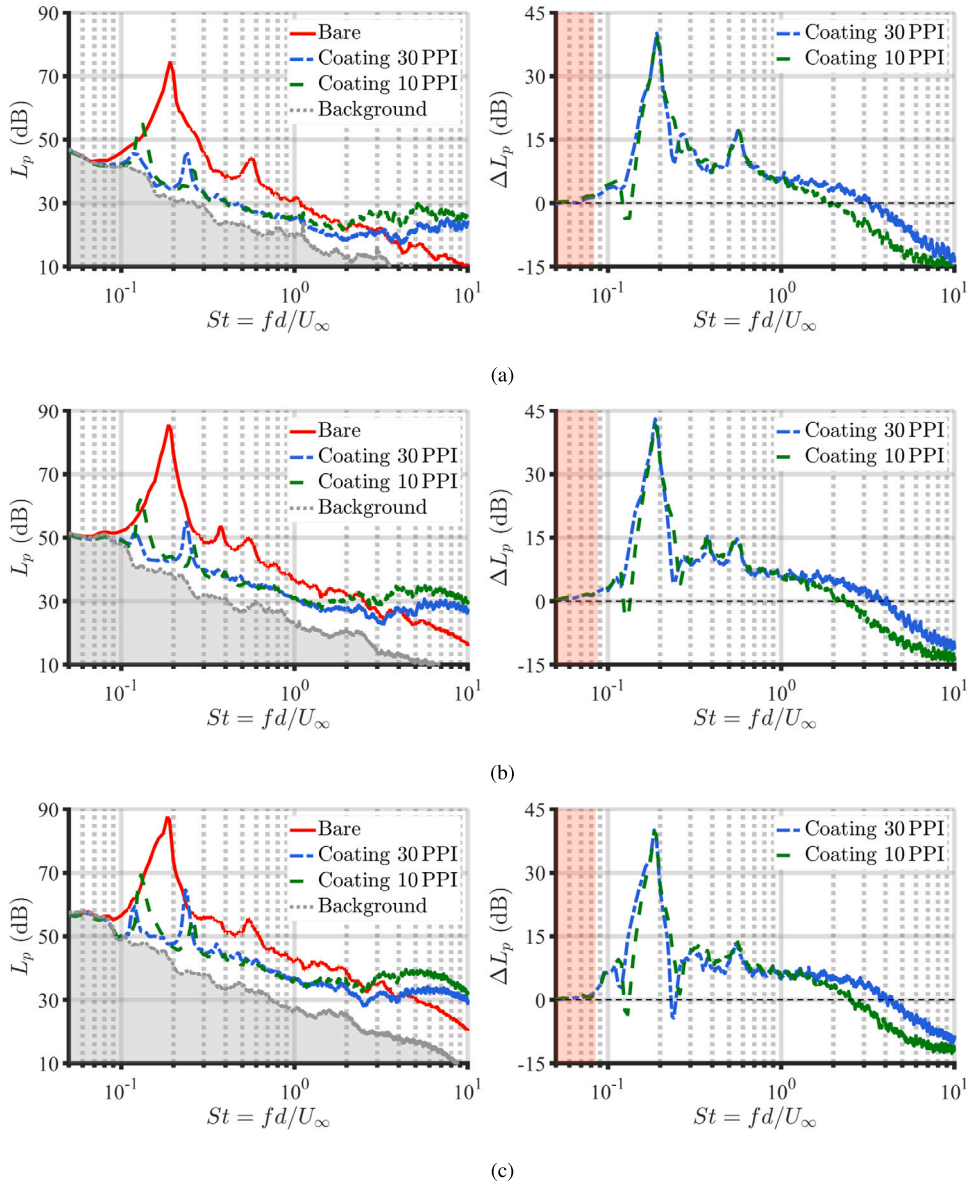 90
70
50
30
10
L_p (dB)
Bare
Coating 30 PPI
Coating 10 PPI
Background
10^{-1}
10^0
10^1
St = fd/U_∞
45
30
15
0
-15
ΔL_p (dB)
Coating 30 PPI
Coating 10 PPI
10^{-1}
10^0
10^1
St = fd/U_∞
(a)
90
70
50
30
10
L_p (dB)
Bare
Coating 30 PPI
Coating 10 PPI
Background
10^{-1}
10^0
10^1
St = fd/U_∞
45
30
15
0
-15
ΔL_p (dB)
Coating 30 PPI
Coating 10 PPI
10^{-1}
10^0
10^1
St = fd/U_∞
(b)
90
70
50
30
10
L_p (dB)
Bare
Coating 30 PPI
Coating 10 PPI
Background
10^{-1}
10^0
10^1
St = fd/U_∞
45
30
15
0
-15
ΔL_p (dB)
Coating 30 PPI
Coating 10 PPI
10^{-1}
10^0
10^1
St = fd/U_∞
(c)